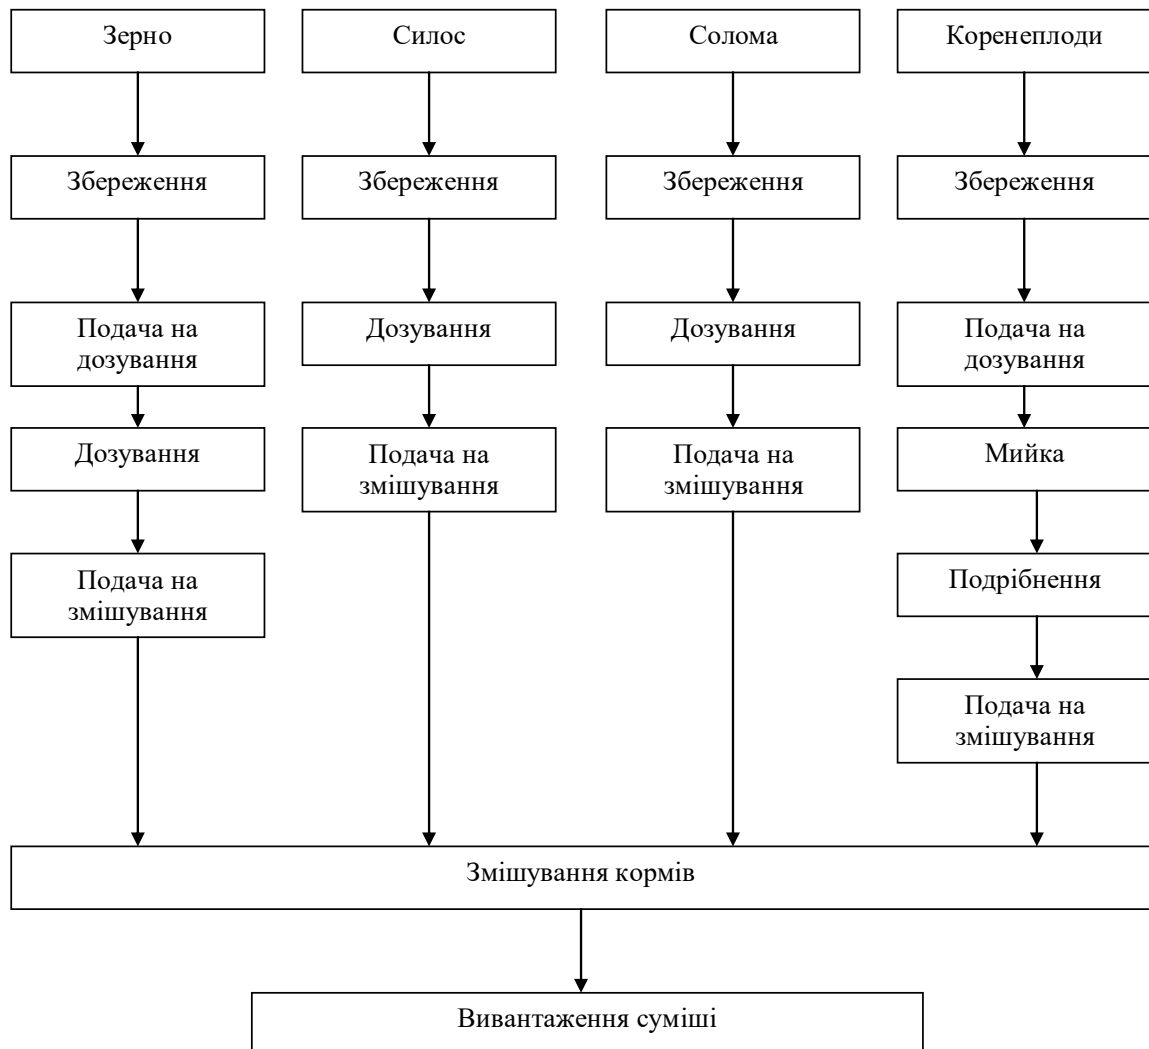 Зерно
Силос
Солома
Коренеплоди
Збереження
Збереження
Збереження
Збереження
Подача на
дозування
Дозування
Дозування
Подача на
дозування
Дозування
Подача на
змішування
Подача на
змішування
Мийка
Подача на
змішування
Подрібнення
Подача на
змішування
Змішування кормів
Вивантаження суміші